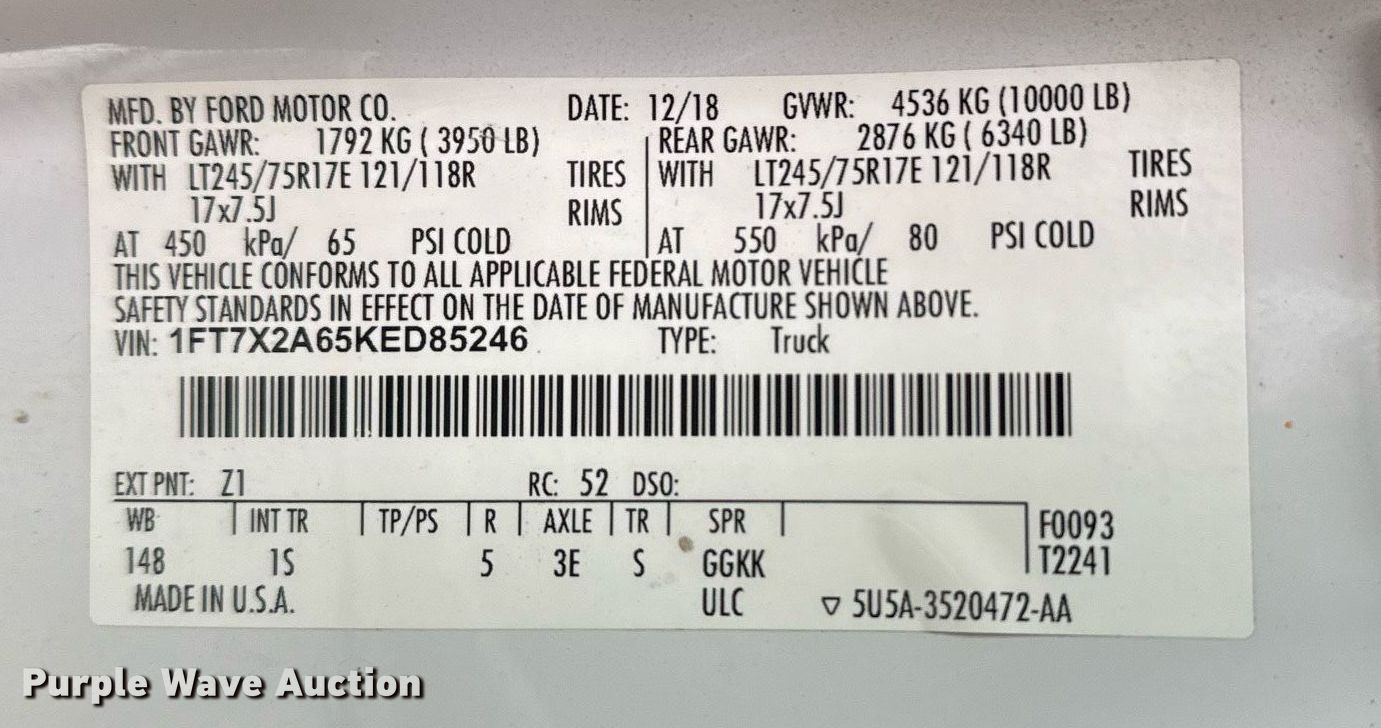 MFD. BY FORD MOTOR CO. DATE: 12/18 GVWR: 4536 KG (10000 LB)
FRONT GAWR: 1792 KG ( 3950 LB) REAR GAWR: 2876 KG ( 6340 LB)
WITH LT245/75R17E 121/118R TIRES WITH LT245/75R17E 121/118R TIRES
17x7.5J RIMS 17x7.5J RIMS
AT 450 kPa/ 65 PSI COLD AT 550 kPa/ 80 PSI COLD
THIS VEHICLE CONFORMS TO ALL APPLICABLE FEDERAL MOTOR VEHICLE
SAFETY STANDARDS IN EFFECT ON THE DATE OF MANUFACTURE SHOWN ABOVE.
VIN: 1FT7X2A65KED85246 TYPE: Truck
EXT PNT: Z1 RC: 52 DSO:
WB INT TR TP/PS R AXLE TR SPR F0093
148 1S 5 3E S GGKK T2241
MADE IN U.S.A. ULC ▽ 5U5A-3520472-AA
Purple Wave Auction